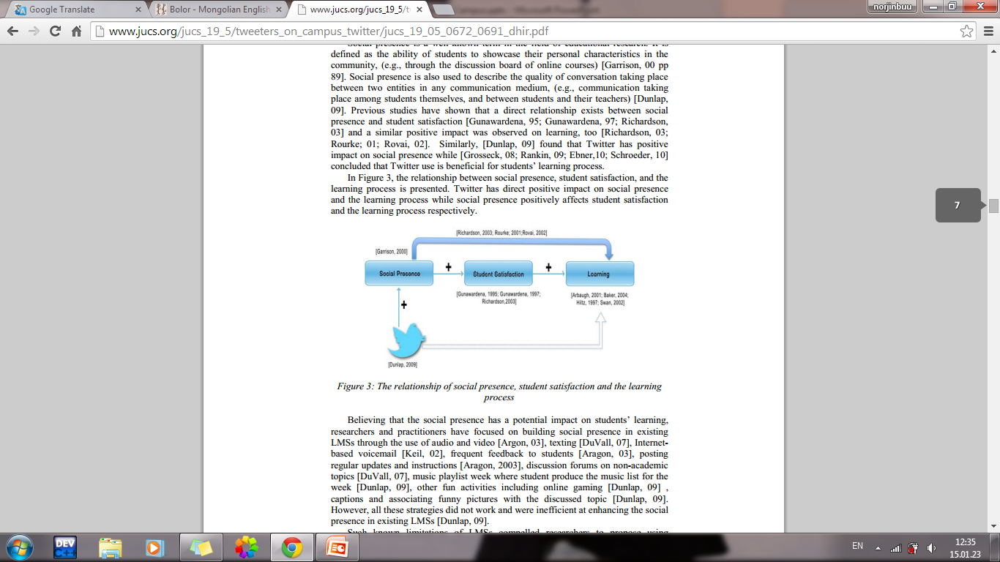 Google Translate
Bolor - Mongolian English
www.jucs.org/jucs_19_5/t
norjinbuu
www.jucs.org/jucs_19_5/tweeters_on_campus_twitter/jucs_19_05_0672_0691_dhir.pdf
Social presence is a well known term in the field of educational research. It is
defined as the ability of students to showcase their personal characteristics in the
community, (e.g., through the discussion board of online courses) [Garrison, 00 pp
89]. Social presence is also used to describe the quality of conversation taking place
between two entities in any communication medium, (e.g., communication taking
place among students themselves, and between students and their teachers) [Dunlap,
09]. Previous studies have shown that a direct relationship exists between social
presence and student satisfaction [Gunawardena, 95; Gunawardena, 97; Richardson,
03] and a similar positive impact was observed on learning, too [Richardson, 03;
Rourke; 01; Rovai, 02]. Similarly, [Dunlap, 09] found that Twitter has positive
impact on social presence while [Grosseck, 08; Rankin, 09; Ebner,10; Schroeder, 10]
concluded that Twitter use is beneficial for students' learning process.
In Figure 3, the relationship between social presence, student satisfaction, and the
learning process is presented. Twitter has direct positive impact on social presence
and the learning process while social presence positively affects student satisfaction
and the learning process respectively.
7
[Richardson, 2003; Rourke; 2001;Rovai, 2002]
[Garrison, 2000]
Social Presence
+
Student Satisfaction
+
Learning
[Gunawardena, 1995; Gunawardena, 1997;
Richardson,2003]
[Arbaugh, 2001; Baker, 2004;
Hiltz, 1997; Swan, 2002]
+
[Dunlap, 2009]
Figure 3: The relationship of social presence, student satisfaction and the learning
process
Believing that the social presence has a potential impact on students' learning,
researchers and practitioners have focused on building social presence in existing
LMSs through the use of audio and video [Argon, 03], texting [DuVall, 07], Internet-
based voicemail [Keil, 02], frequent feedback to students [Aragon, 03], posting
regular updates and instructions [Aragon, 2003], discussion forums on non-academic
topics [DuVall, 07], music playlist week where student produce the music list for the
week [Dunlap, 09], other fun activities including online gaming [Dunlap, 09] ,
captions and associating funny pictures with the discussed topic [Dunlap, 09].
However, all these strategies did not work and were inefficient at enhancing the social
presence in existing LMSs [Dunlap, 09].
Such known limitations of LMSs compelled researchers to propose using
DEV
C++
EN
12:35
15.01.23